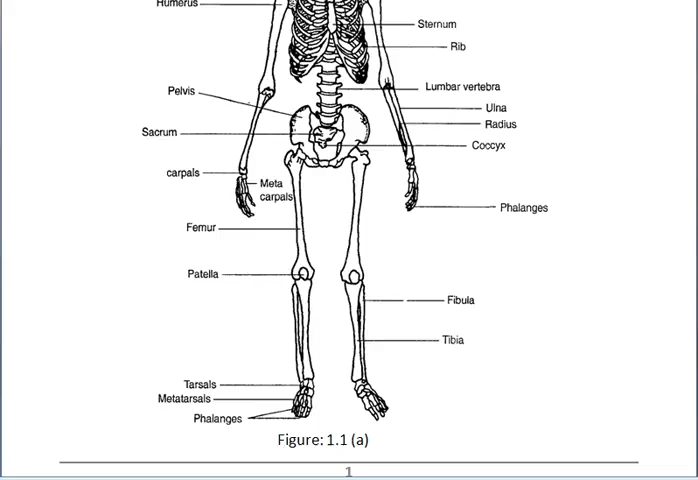 Humerus
Sternum
Rib
Lumbar vertebra
Pelvis
Ulna
Radius
Sacrum
Coccyx
carpals
Meta
carpals
Phalanges
Femur
Patella
Fibula
Tibia
Tarsals
Metatarsals
Phalanges
Figure: 1.1 (a)
1